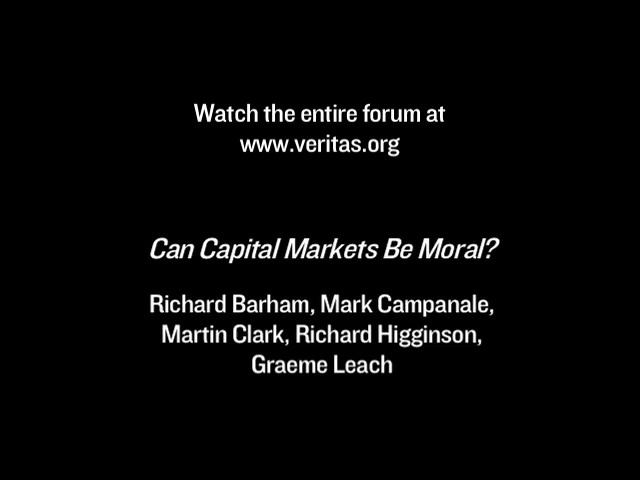 Watch the entire forum at
www.veritas.org
Can Capital Markets Be Moral?
Richard Barham, Mark Campanale,
Martin Clark, Richard Higginson,
Graeme Leach